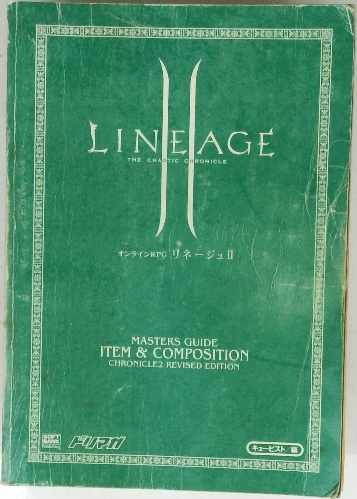 LINEAGE II
THE CHAOTIC CHRONICLE
オンラインRPG リネージュII
MASTERS GUIDE
ITEM & COMPOSITION
CHRONICLE2 REVISED EDITION
ドリマガ
キュービスト/編